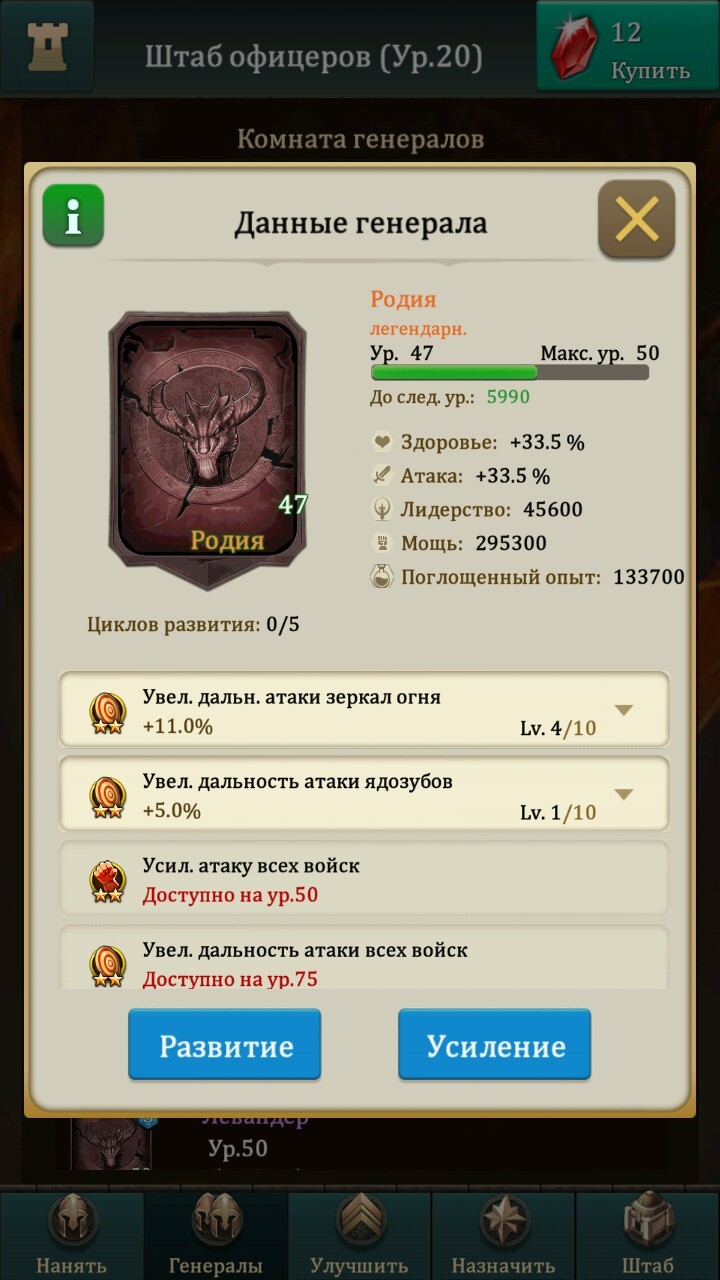 Штаб офицеров (Ур.20)
12
Купить
Комната генералов
i
Данные генерала
Родия
легендарн.
Ур. 47 Макс. ур. 50
До след. ур.: 5990
Здоровье: +33.5 %
Атака: +33.5 %
Лидерство: 45600
Мощь: 295300
Поглощенный опыт: 133700
47
Родия
Циклов развития: 0/5
Увел. дальн. атаки зеркал огня
+11.0%
Lv. 4/10
Увел. дальность атаки ядозубов
+5.0%
Lv. 1/10
Усил. атаку всех войск
Доступно на ур.50
Увел. дальность атаки всех войск
Доступно на ур.75
Развитие
Усиление
Левандер
Ур.50
Нанять
Генералы
Улучшить
Назначить
Штаб